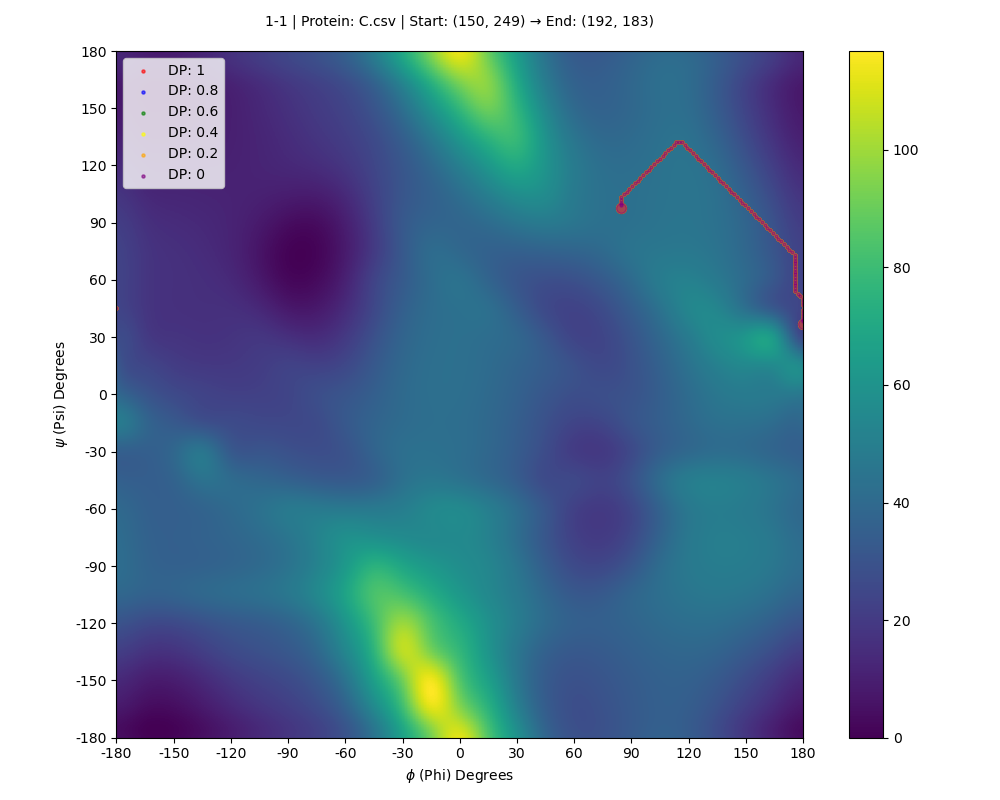 1-1 | Protein: C.csv | Start: (150, 249) → End: (192, 183)
DP: 1
DP: 0.8
DP: 0.6
DP: 0.4
DP: 0.2
DP: 0
180
150
120
90
60
30
0
-30
-60
-90
-120
-150
-180
ψ (Psi) Degrees
-180 -150 -120 -90 -60 -30 0 30 60 90 120 150 180
ϕ (Phi) Degrees
100
80
60
40
20
0